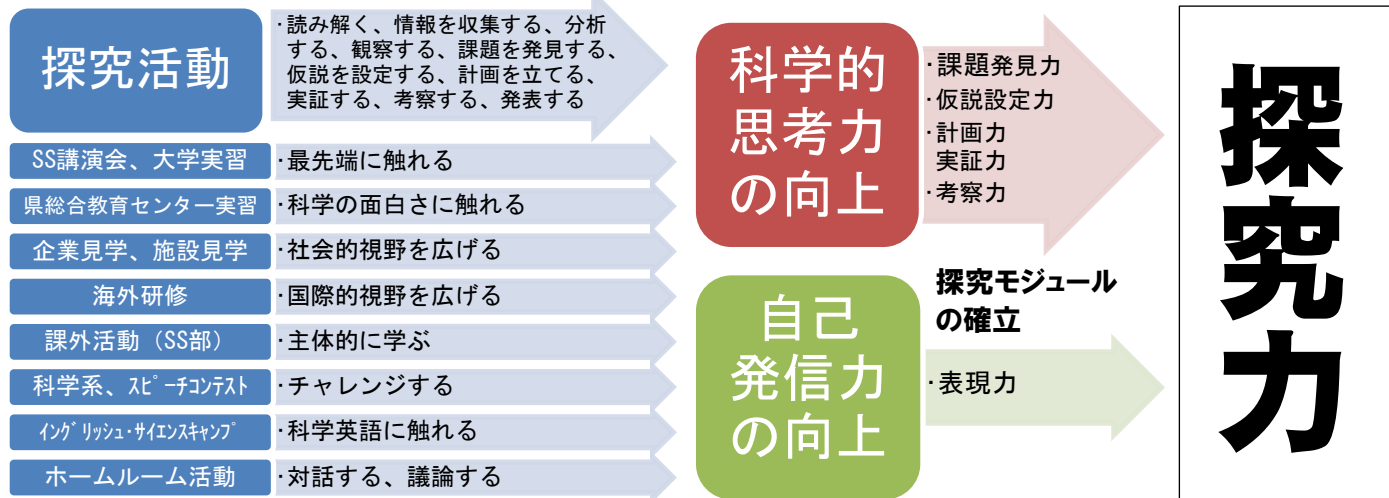 探究活動
・読み解く、情報を収集する、分析
する、観察する、課題を発見する、
仮説を設定する、計画を立てる、
実証する、考察する、発表する
SS講演会、大学実習
・最先端に触れる
県総合教育センター実習
・科学の面白さに触れる
企業見学、施設見学
・社会的視野を広げる
海外研修
・国際的視野を広げる
課外活動（SS部）
・主体的に学ぶ
科学系、ｽﾋﾟｰﾁｺﾝﾃｽﾄ
・チャレンジする
ｲﾝｸﾞﾘｯｼｭ・ｻｲｴﾝｽｷｬﾝﾌﾟ
・科学英語に触れる
ホームルーム活動
・対話する、議論する
科学的
思考力
の向上
・課題発見力
・仮説設定力
・計画力
実証力
・考察力
自己
発信力
の向上
探究モジュール
の確立
・表現力
探究力